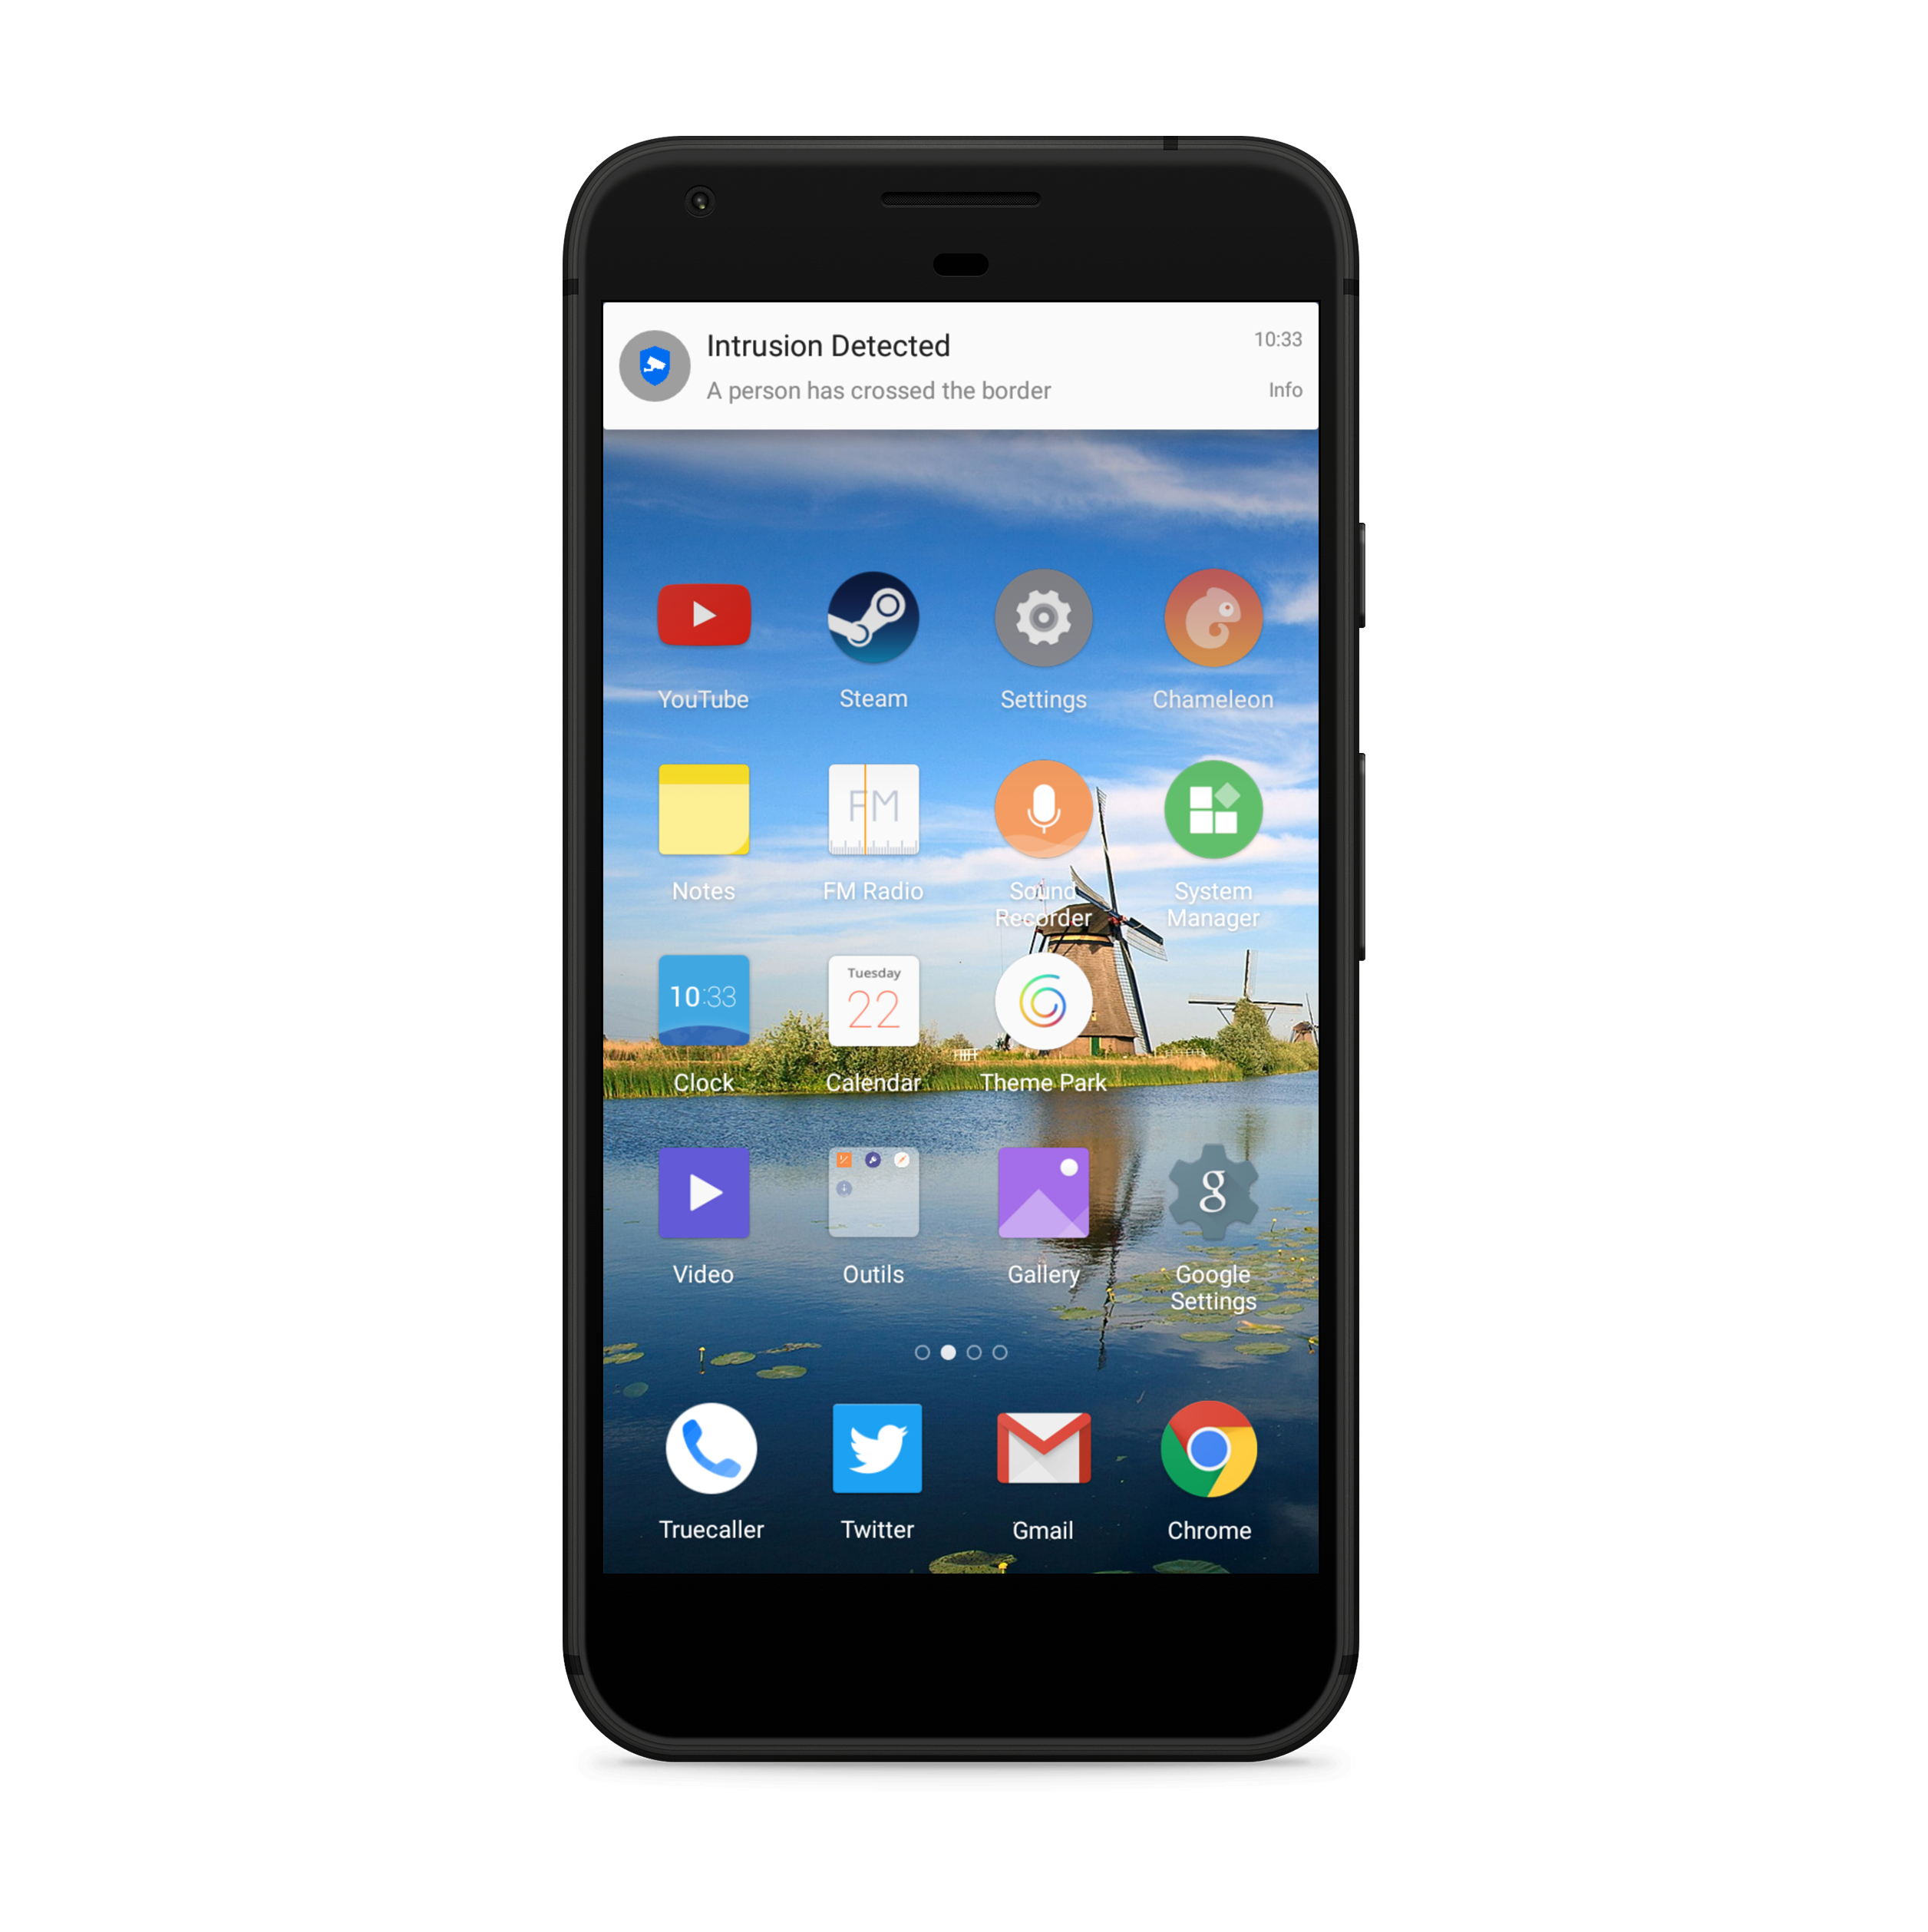 Intrusion Detected
10:33
A person has crossed the border
Info
YouTube
Steam
Settings
Chameleon
FM
Notes
FM Radio
Sound
Recorder
System
Manager
10:33
Tuesday
22
Clock
Calendar
Theme Park
g
Video
Outils
Gallery
Google
Settings
Truecaller
Twitter
Gmail
Chrome